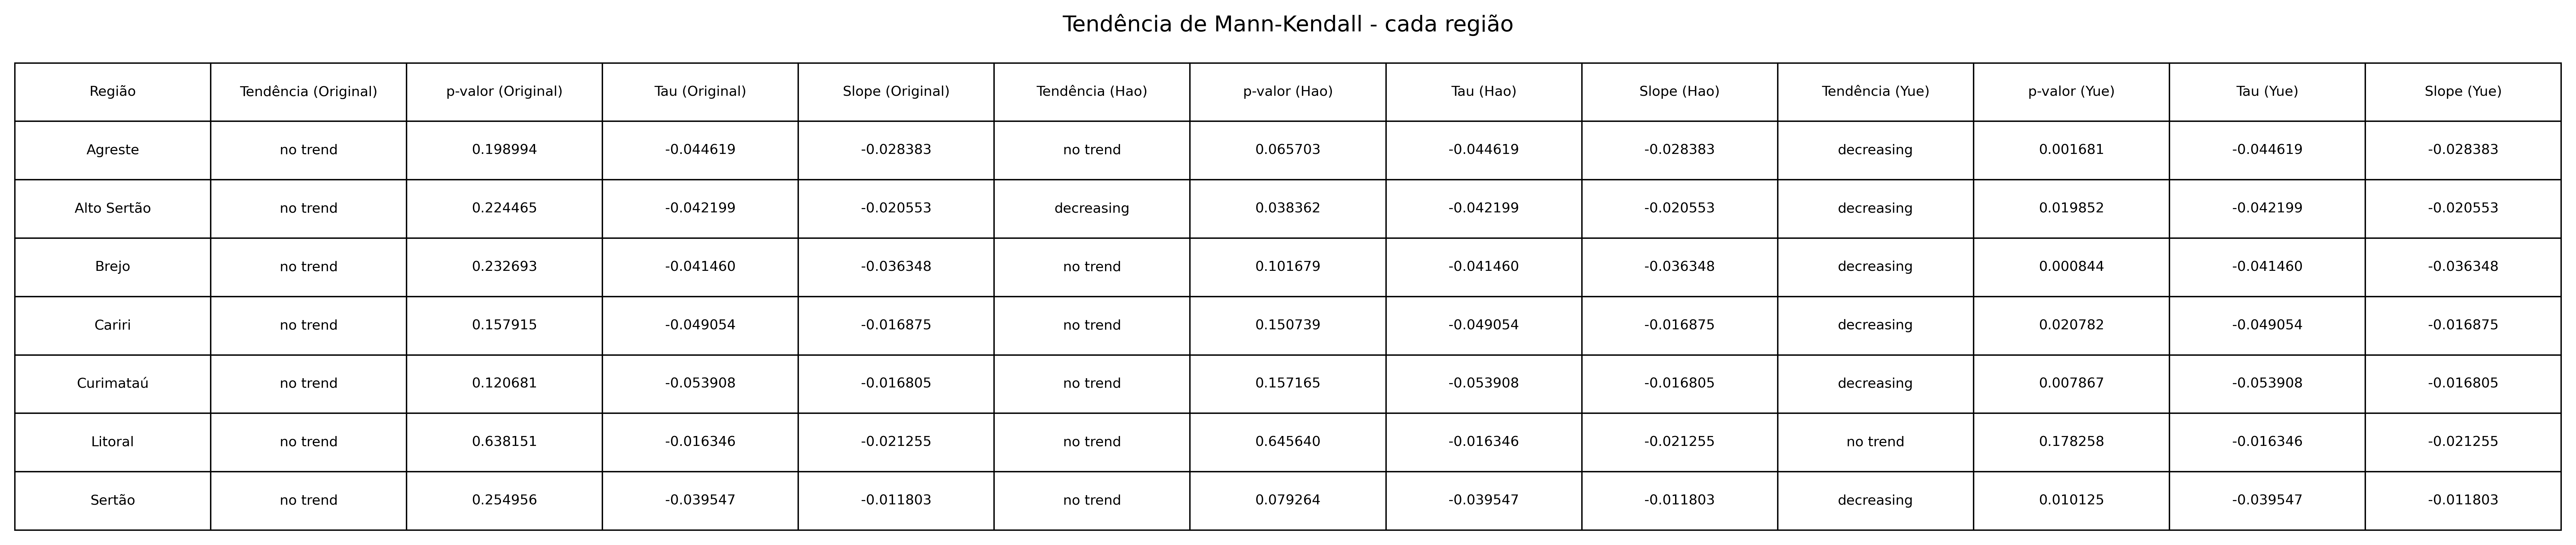 Tendência de Mann-Kendall - cada região
Região Tendência (Original) p-valor (Original) Tau (Original) Slope (Original) Tendência (Hao) p-valor (Hao) Tau (Hao) Slope (Hao) Tendência (Yue) p-valor (Yue) Tau (Yue) Slope (Yue)
Agreste no trend 0.198994 -0.044619 -0.028383 no trend 0.065703 -0.044619 -0.028383 decreasing 0.001681 -0.044619 -0.028383
Alto Sertão no trend 0.224465 -0.042199 -0.020553 decreasing 0.038362 -0.042199 -0.020553 decreasing 0.019852 -0.042199 -0.020553
Brejo no trend 0.232693 -0.041460 -0.036348 no trend 0.101679 -0.041460 -0.036348 decreasing 0.000844 -0.041460 -0.036348
Cariri no trend 0.157915 -0.049054 -0.016875 no trend 0.150739 -0.049054 -0.016875 decreasing 0.020782 -0.049054 -0.016875
Curimataú no trend 0.120681 -0.053908 -0.016805 no trend 0.157165 -0.053908 -0.016805 decreasing 0.007867 -0.053908 -0.016805
Litoral no trend 0.638151 -0.016346 -0.021255 no trend 0.645640 -0.016346 -0.021255 no trend 0.178258 -0.016346 -0.021255
Sertão no trend 0.254956 -0.039547 -0.011803 no trend 0.079264 -0.039547 -0.011803 decreasing 0.010125 -0.039547 -0.011803